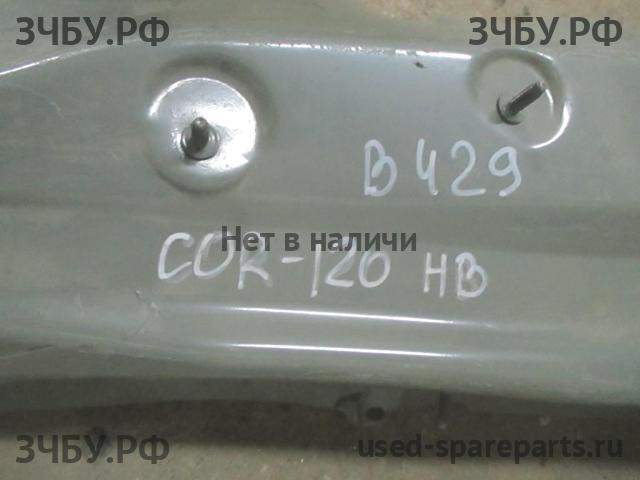 ЗЧБУ.РФ ЗЧБУ.РФ
B429
Нет в наличи
COR-120 HB
ЗЧБУ.РФ used-spareparts.ru